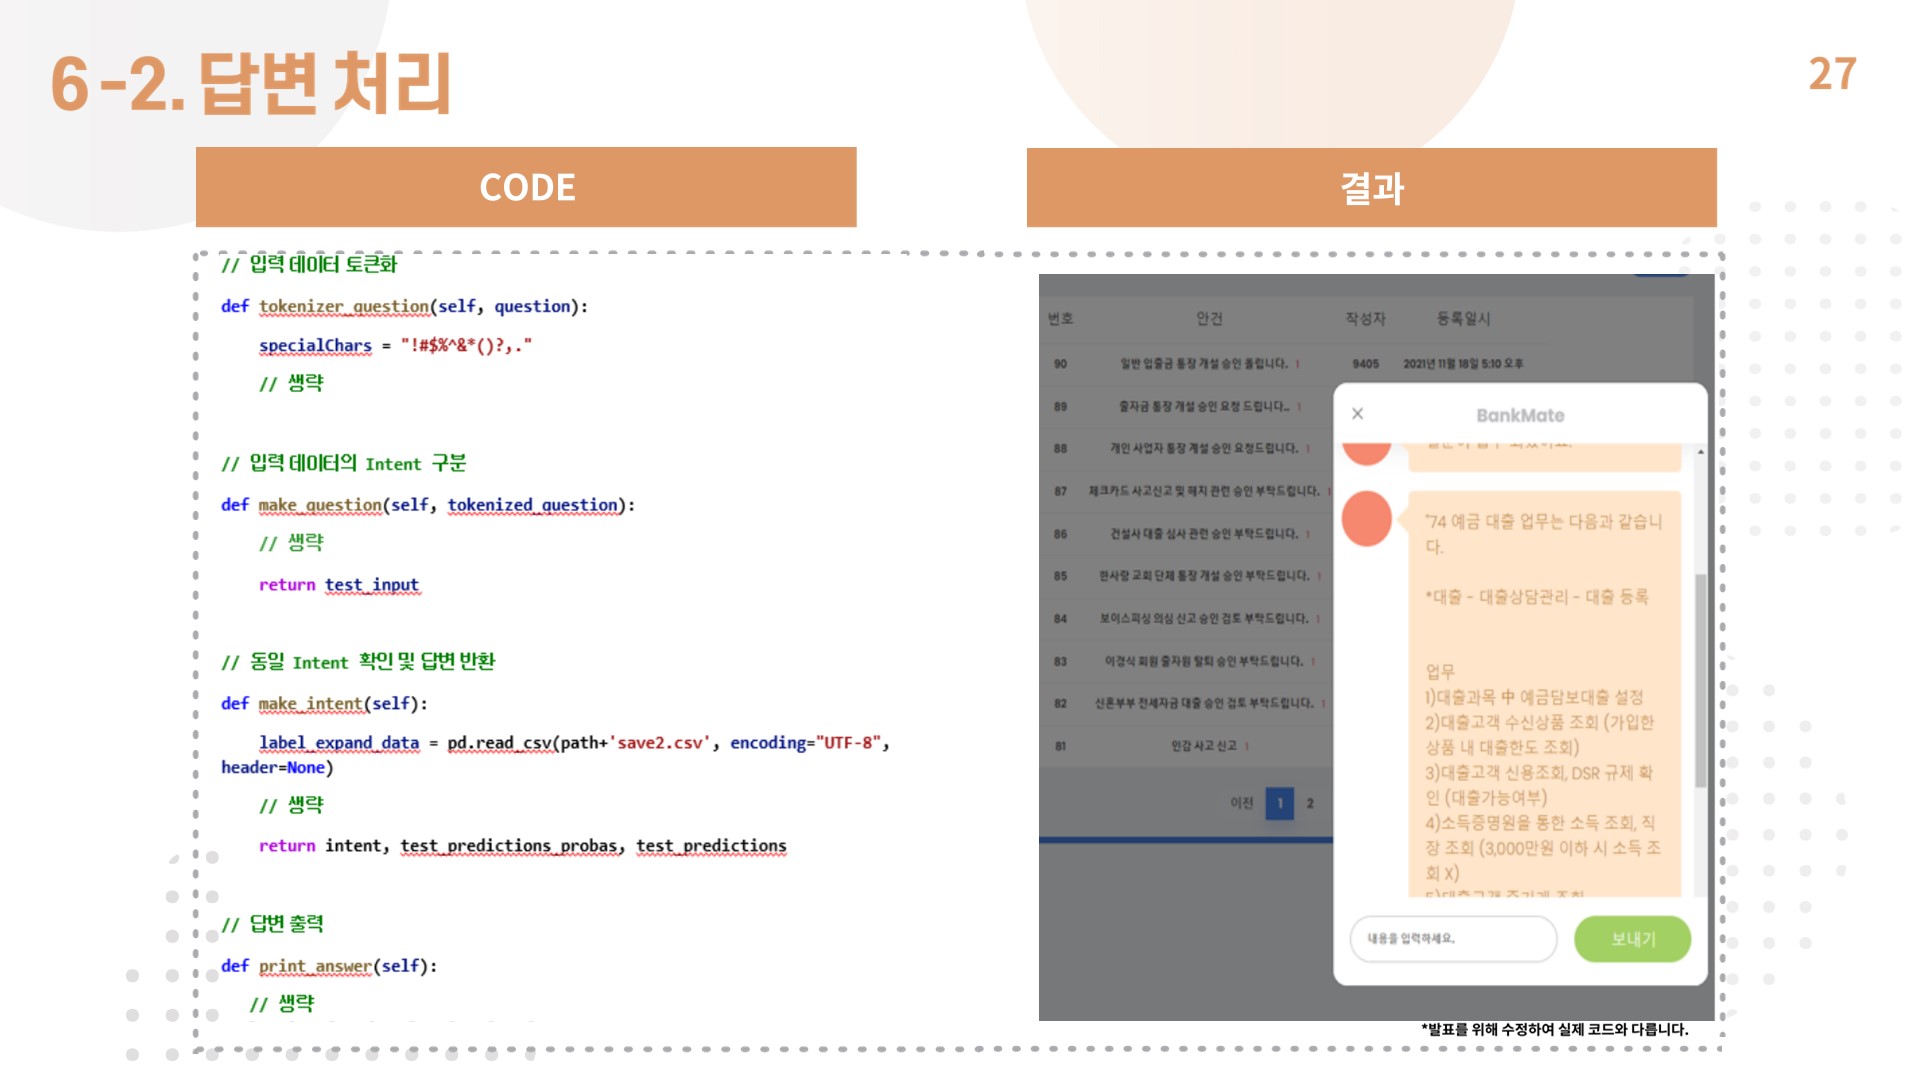 6-2. 답변 처리
27
CODE
// 입력 데이터 토큰화
def tokenizer_question(self, question):
specialChars = "!#$%^&*()?,."
// 생략
// 입력 데이터의 Intent 구분
def make_question(self, tokenized_question):
// 생략
return test_input
// 동일 Intent 확인 및 답변 반환
def make_intent(self):
label_expand_data = pd.read_csv(path+'save2.csv', encoding="UTF-8",
header=None)
// 생략
return intent, test_predictions_probas, test_predictions
// 답변 출력
def print_answer(self):
// 생략
결과
번호 안건 작성자 등록일시
90 일반 입출금 통장 개설 승인 올립니다. 1 9405 2021년 11월 18일 5:10 오후
89 출자금 통장 개설 승인 요청 드립니다.. 1
88 개인 사업자 통장 계설 승인 요청드립니다. 1
87 체크카드 사고신고 및 해지 관련 승인 부탁드립니다. 1
86 건설사 대출 심사 관련 승인 부탁드립니다. 1
85 한사랑 교회 단체 통장 개설 승인 부탁드립니다. 1
84 보이스피싱 의심 신고 승인 검토 부탁드립니다. 1
83 이경식 회원 출자원 탈퇴 승인 부탁드립니다. 1
82 신혼부부 전세자금 대출 승인 검토 부탁드립니다. 1
81 인감 사고 신고 1
이전 1 2
BankMate
"74 예금 대출 업무는 다음과 같습니
다.
*대출 - 대출상담관리 - 대출 등록
업무
1)대출과목 中 예금담보대출 설정
2)대출고객 수신상품 조회 (가입한
상품 내 대출한도 조회)
3)대출고객 신용조회, DSR 규제 확
인 (대출가능여부)
4)소득증명원을 통한 소득 조회, 직
장 조회 (3,000만원 이하 시 소득 조
회 X)
내용을 입력하세요.
보내기
*발표를 위해 수정하여 실제 코드와 다릅니다.